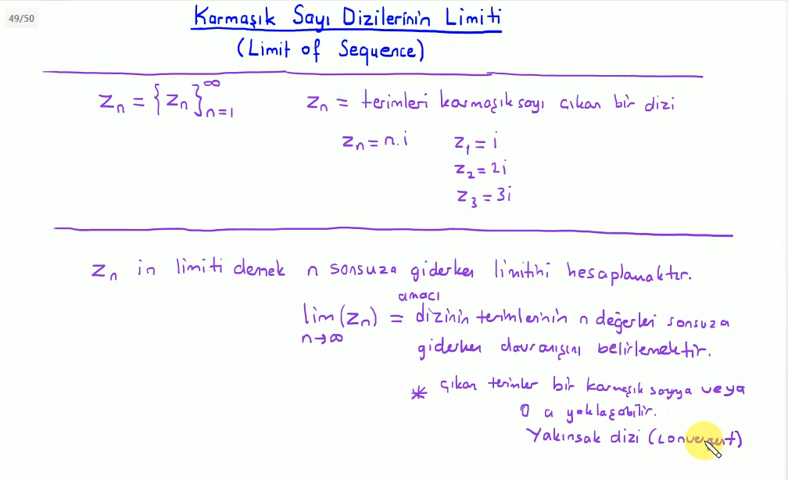 49/50
Karmaşık Sayı Dizilerinin Limiti
(Limit of Sequence)
Zn = {Zn}∞n=1 Zn = terimleri karmaşık sayı çıkan bir dizi
Zn = n.i Z1 = i
Z2 = 2i
Z3 = 3i
Zn in limiti demek n sonsuza giderken limitini hesaplamaktır.
amacı
lim n→∞ (Zn) = dizinin terimlerinin n değerleri sonsuza
giderken davranışını belirlemektir.
* çıkan terimler bir karmaşık sayıya veya
0 a yaklaşabilir.
Yakınsak dizi (convergent)